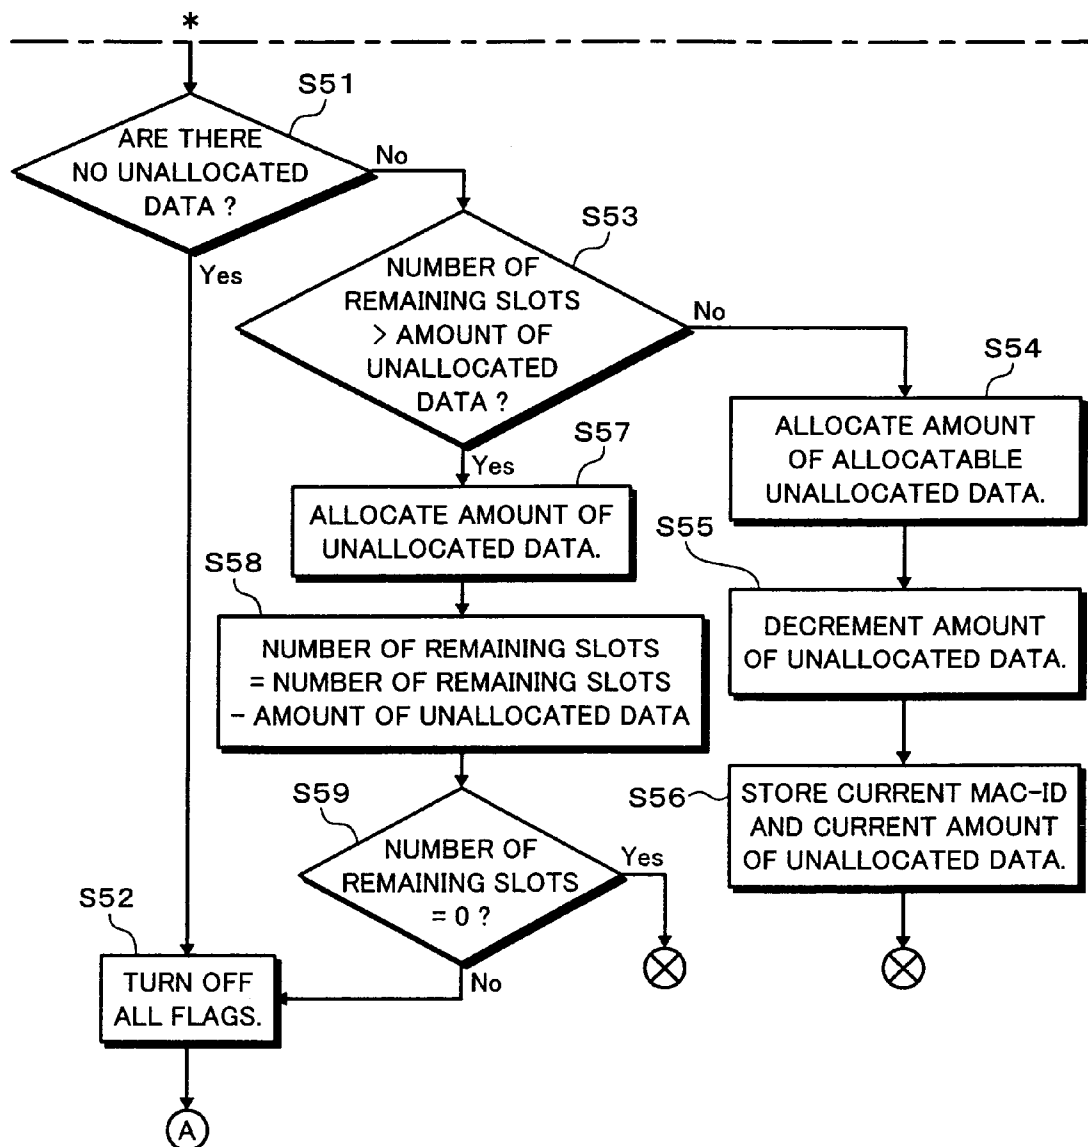 *
S51
ARE THERE
NO UNALLOCATED
DATA ?
No
Yes
S53
NUMBER OF
REMAINING SLOTS
> AMOUNT OF
UNALLOCATED
DATA ?
No
Yes
S54
ALLOCATE AMOUNT
OF ALLOCATABLE
UNALLOCATED DATA.
S57
ALLOCATE AMOUNT OF
UNALLOCATED DATA.
S55
DECREMENT AMOUNT
OF UNALLOCATED DATA.
S58
NUMBER OF REMAINING SLOTS
= NUMBER OF REMAINING SLOTS
- AMOUNT OF UNALLOCATED DATA
S56
STORE CURRENT MAC-ID
AND CURRENT AMOUNT
OF UNALLOCATED DATA.
S59
NUMBER OF
REMAINING SLOTS
= 0 ?
Yes
No
S52
TURN OFF
ALL FLAGS.
A